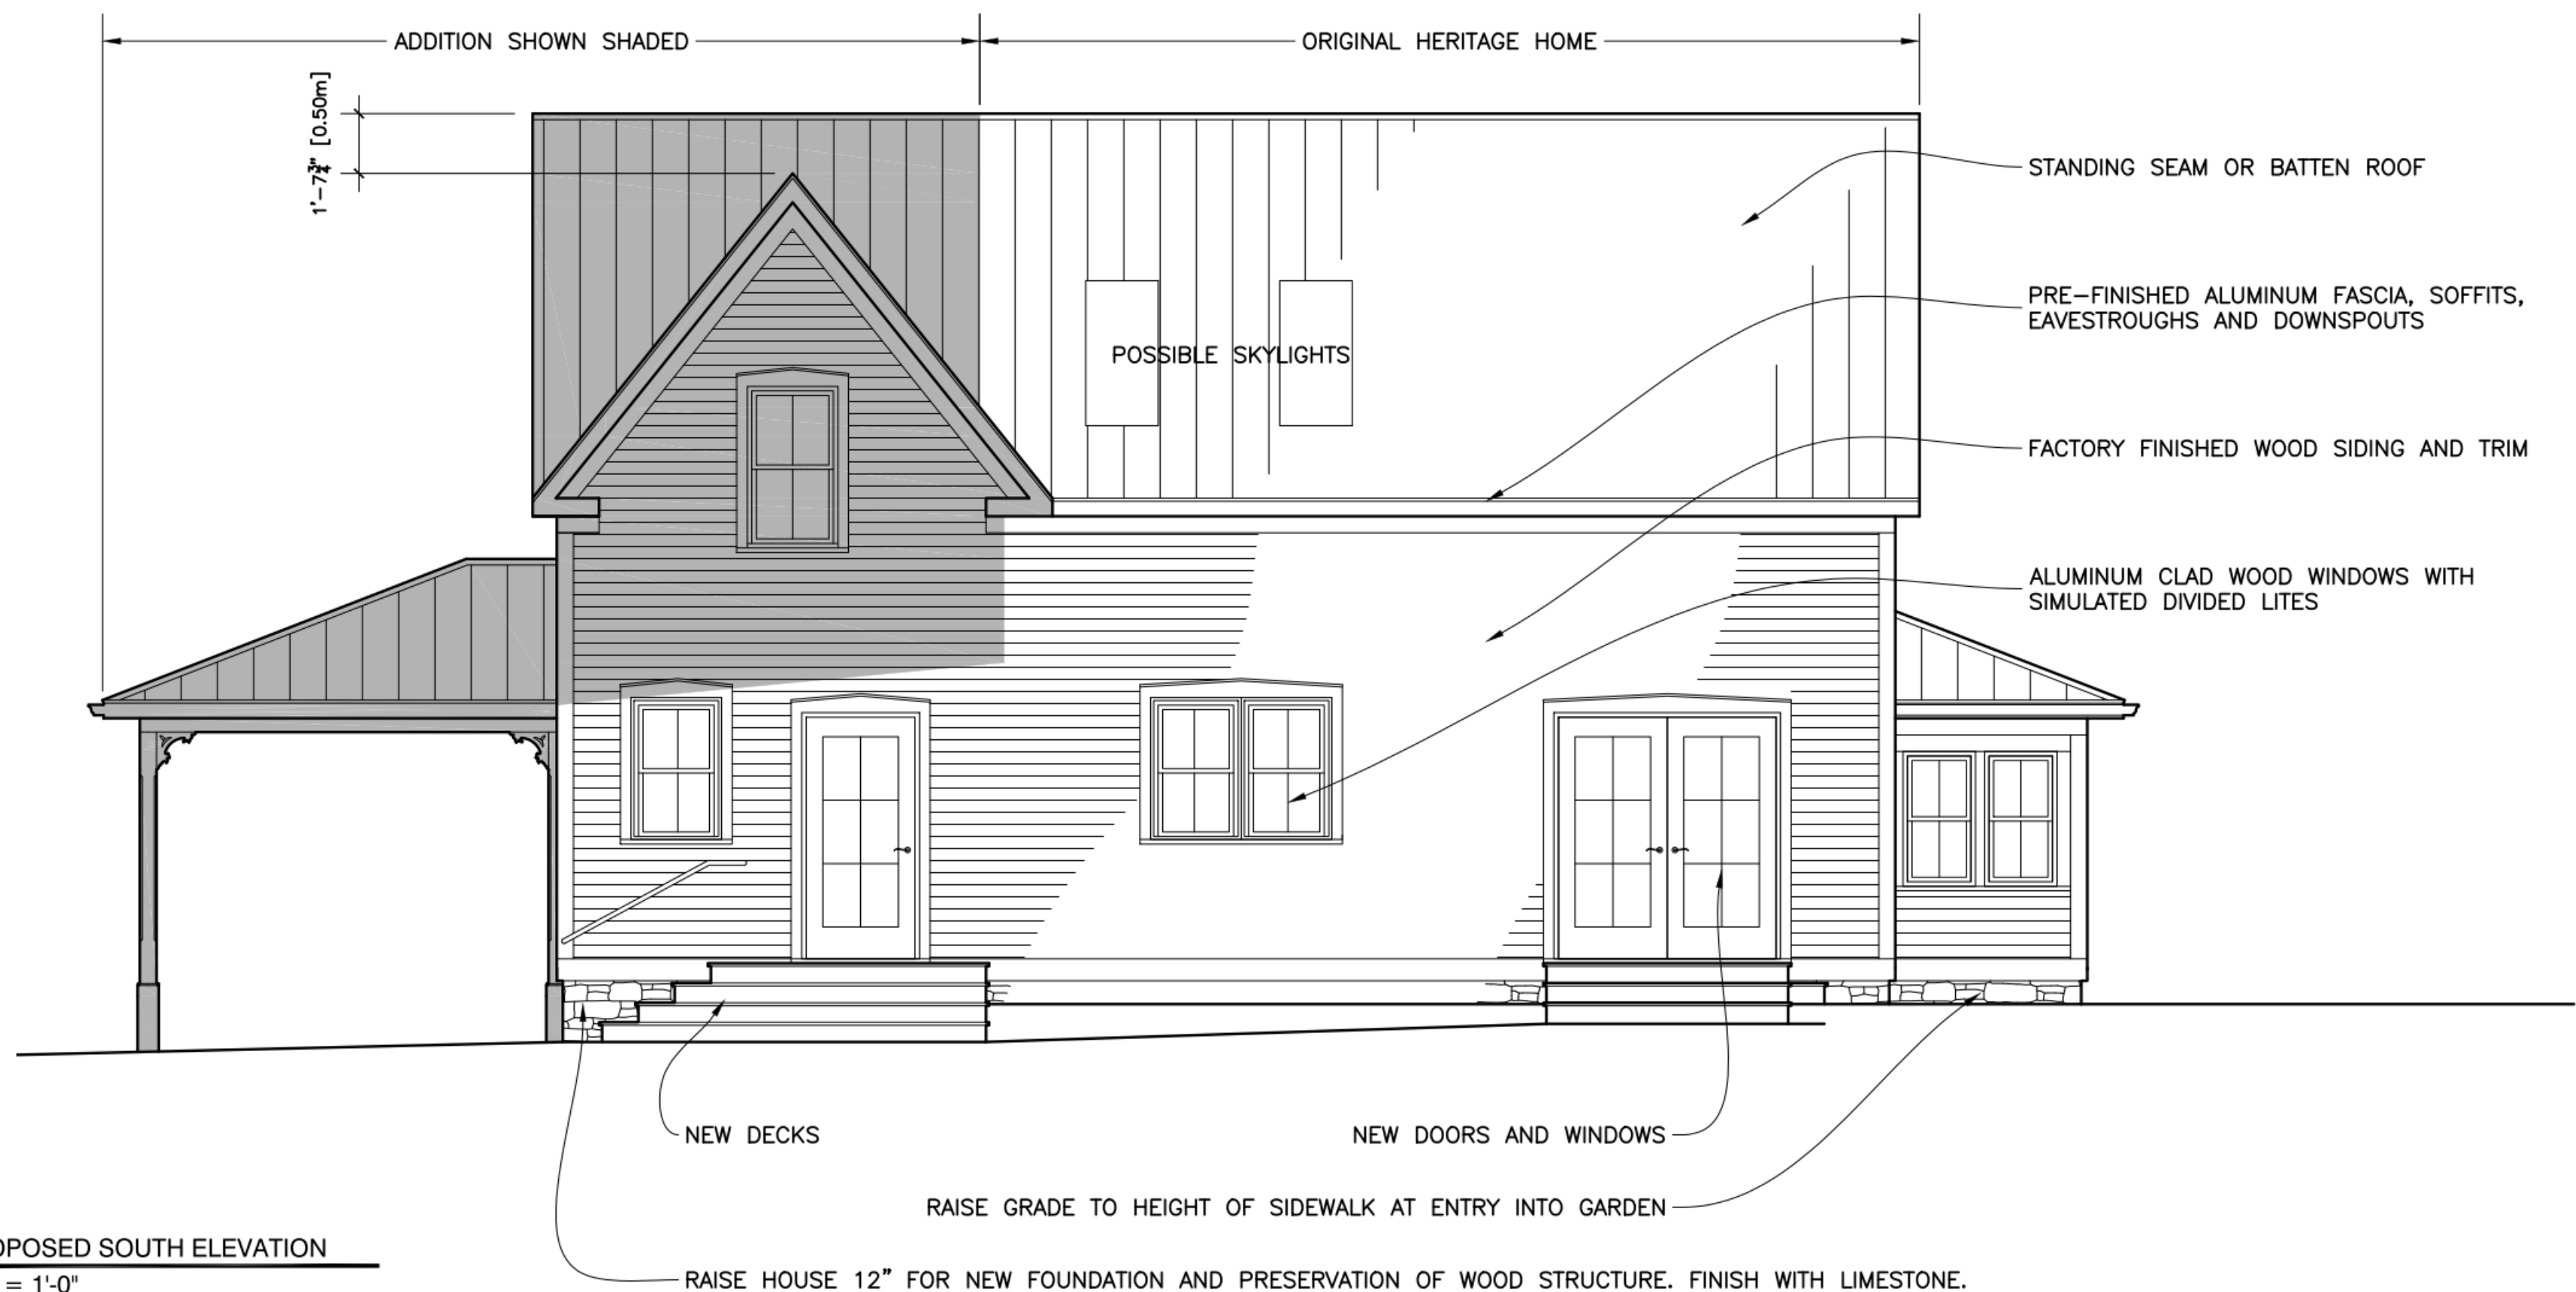 ADDITION SHOWN SHADED
ORIGINAL HERITAGE HOME
1'-7¾" [0.50m]
STANDING SEAM OR BATTEN ROOF
PRE-FINISHED ALUMINUM FASCIA, SOFFITS,
EAVESTROUGHS AND DOWNSPOUTS
POSSIBLE SKYLIGHTS
FACTORY FINISHED WOOD SIDING AND TRIM
ALUMINUM CLAD WOOD WINDOWS WITH
SIMULATED DIVIDED LITES
NEW DECKS
NEW DOORS AND WINDOWS
RAISE GRADE TO HEIGHT OF SIDEWALK AT ENTRY INTO GARDEN
OPOSED SOUTH ELEVATION
= 1'-0"
RAISE HOUSE 12" FOR NEW FOUNDATION AND PRESERVATION OF WOOD STRUCTURE. FINISH WITH LIMESTONE.